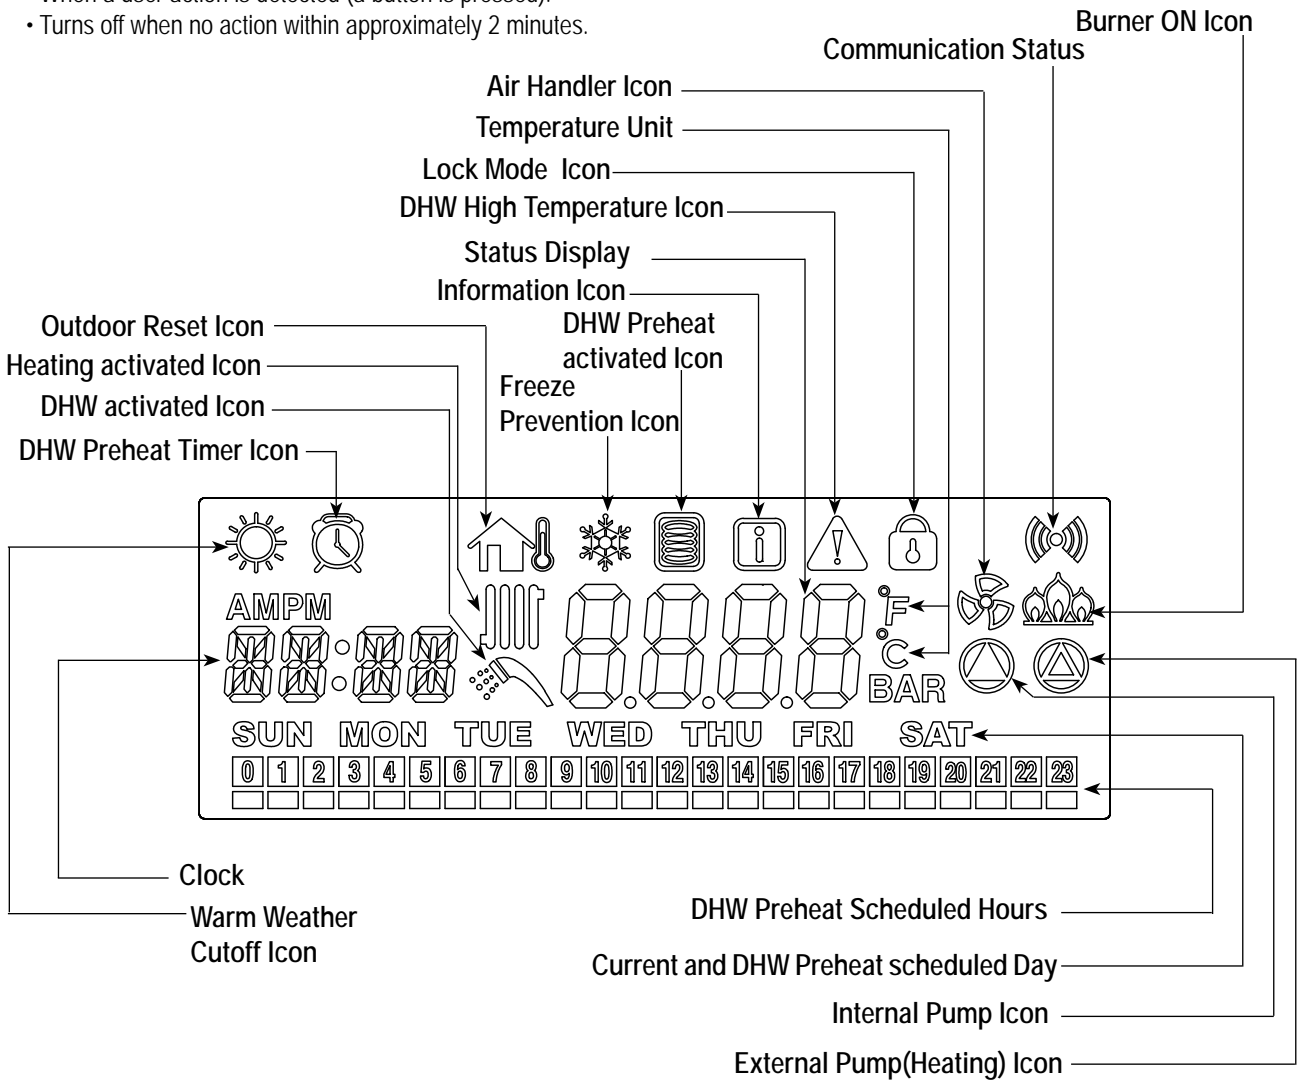 When a user action is detected (a button is pressed).
• Turns off when no action within approximately 2 minutes.
Burner ON Icon
Communication Status
Air Handler Icon
Temperature Unit
Lock Mode Icon
DHW High Temperature Icon
Status Display
Information Icon
Outdoor Reset Icon
DHW Preheat
activated Icon
Heating activated Icon
Freeze
Prevention Icon
DHW activated Icon
DHW Preheat Timer Icon
i
!
AMPM
°F
°C
8.8.8.8
BAR
SUN MON TUE WED THU FRI SAT
0 1 2 3 4 5 6 7 8 9 10 11 12 13 14 15 16 17 18 19 20 21 22 23
Clock
Warm Weather
Cutoff Icon
DHW Preheat Scheduled Hours
Current and DHW Preheat scheduled Day
Internal Pump Icon
External Pump(Heating) Icon